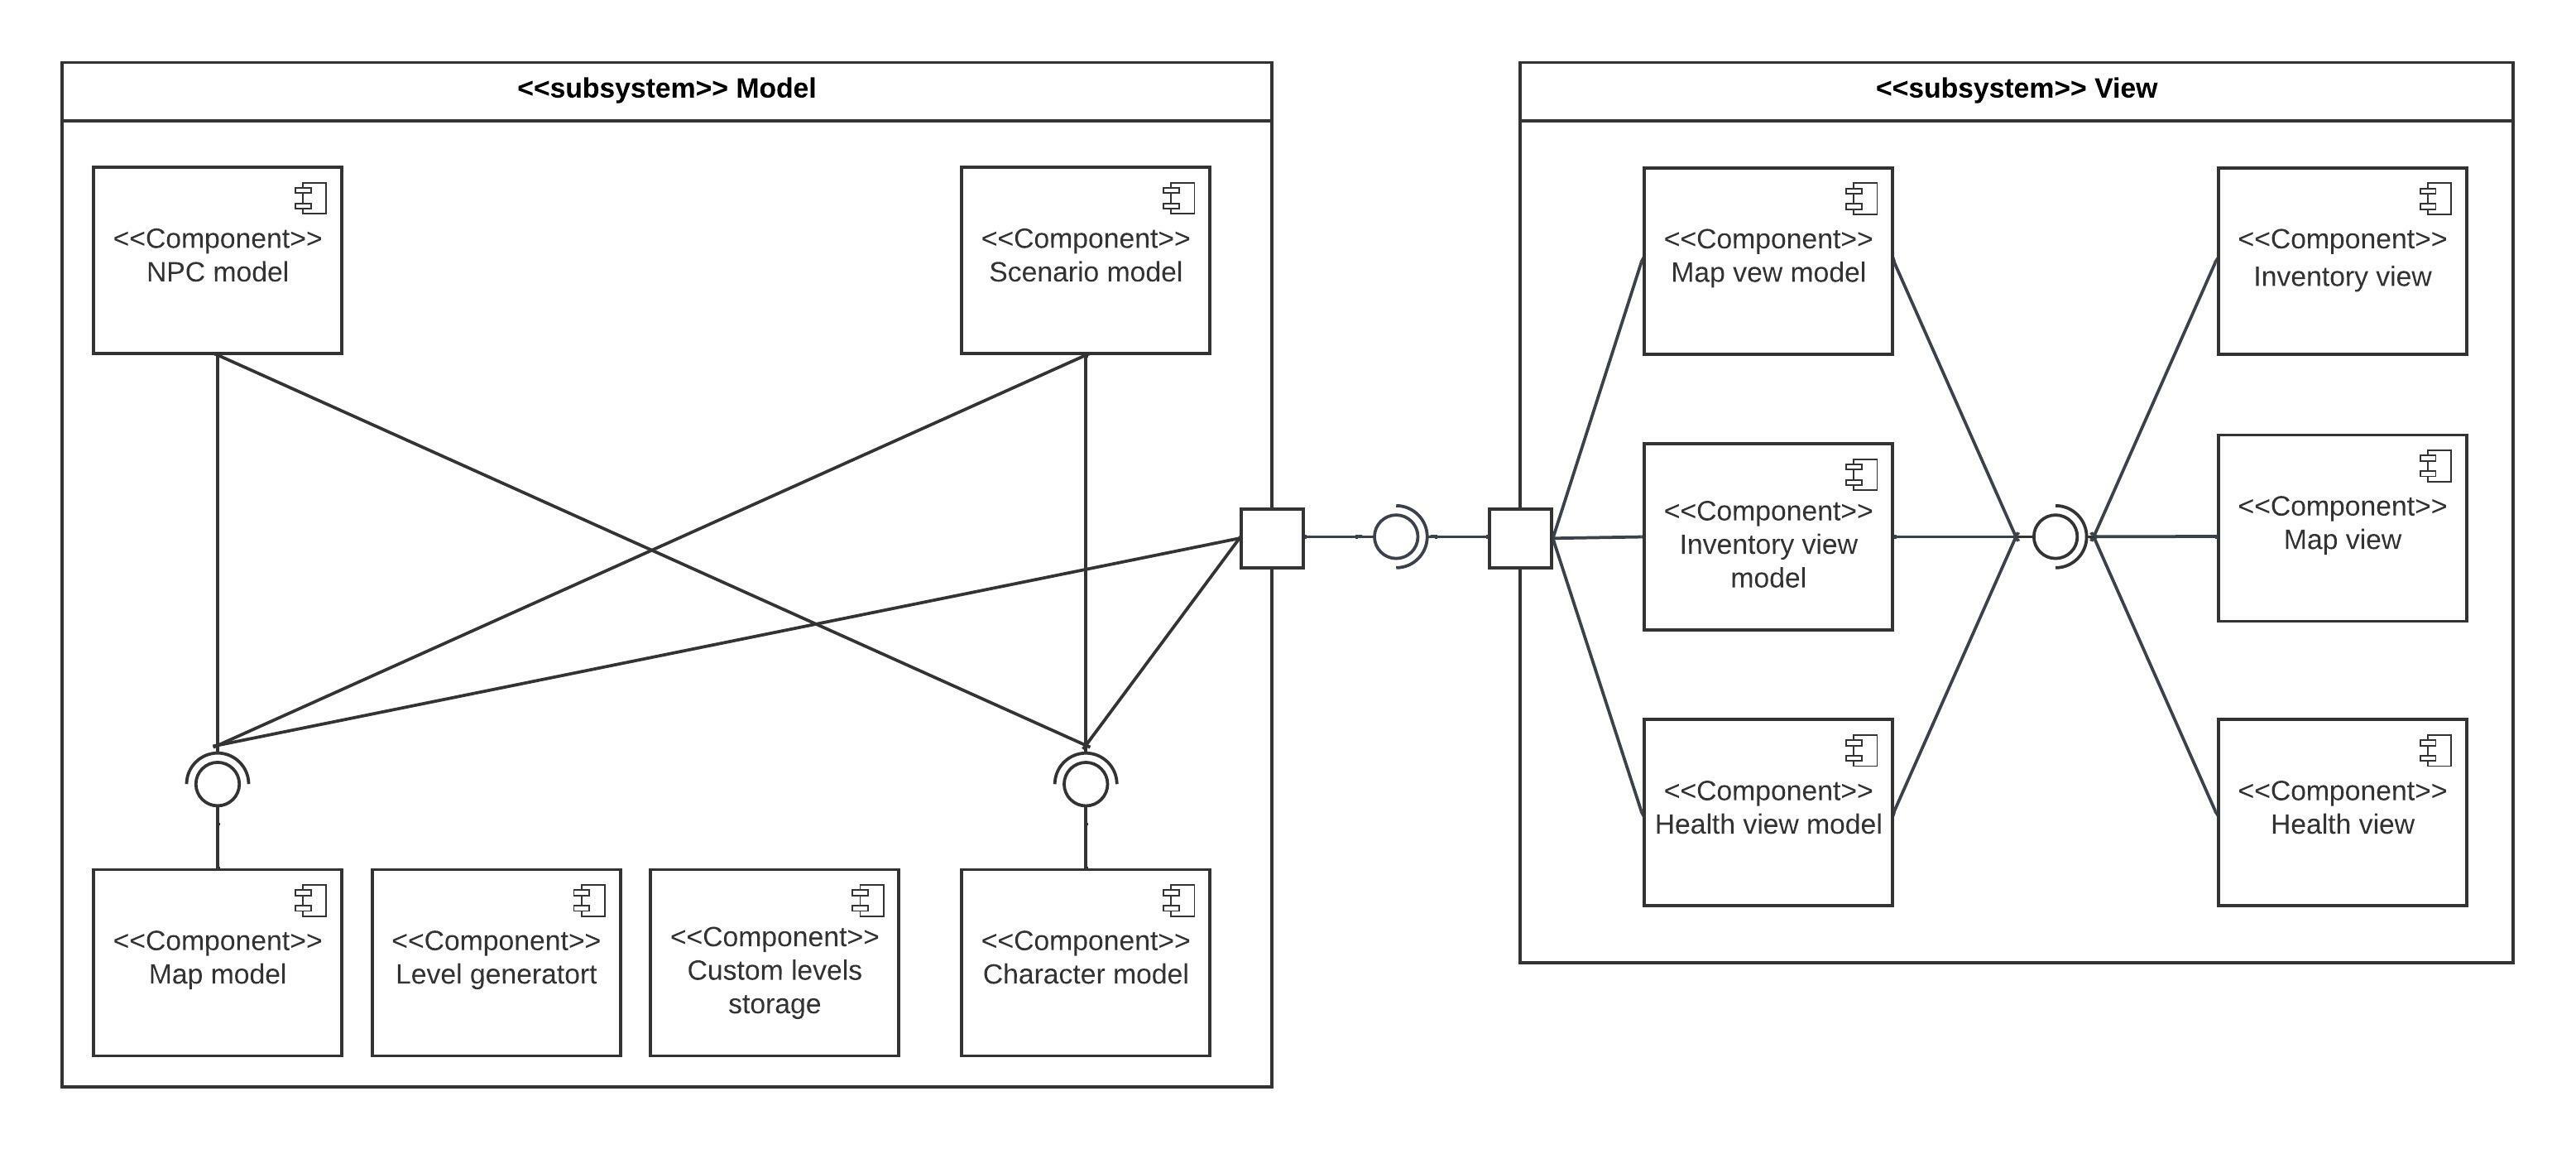 <<subsystem>> Model
<<subsystem>> View
<<Component>>
NPC model
<<Component>>
Scenario model
<<Component>>
Map vew model
<<Component>>
Inventory view
<<Component>>
Inventory view
model
<<Component>>
Map view
<<Component>>
Health view model
<<Component>>
Health view
<<Component>>
Map model
<<Component>>
Level generatort
<<Component>>
Custom levels
storage
<<Component>>
Character model